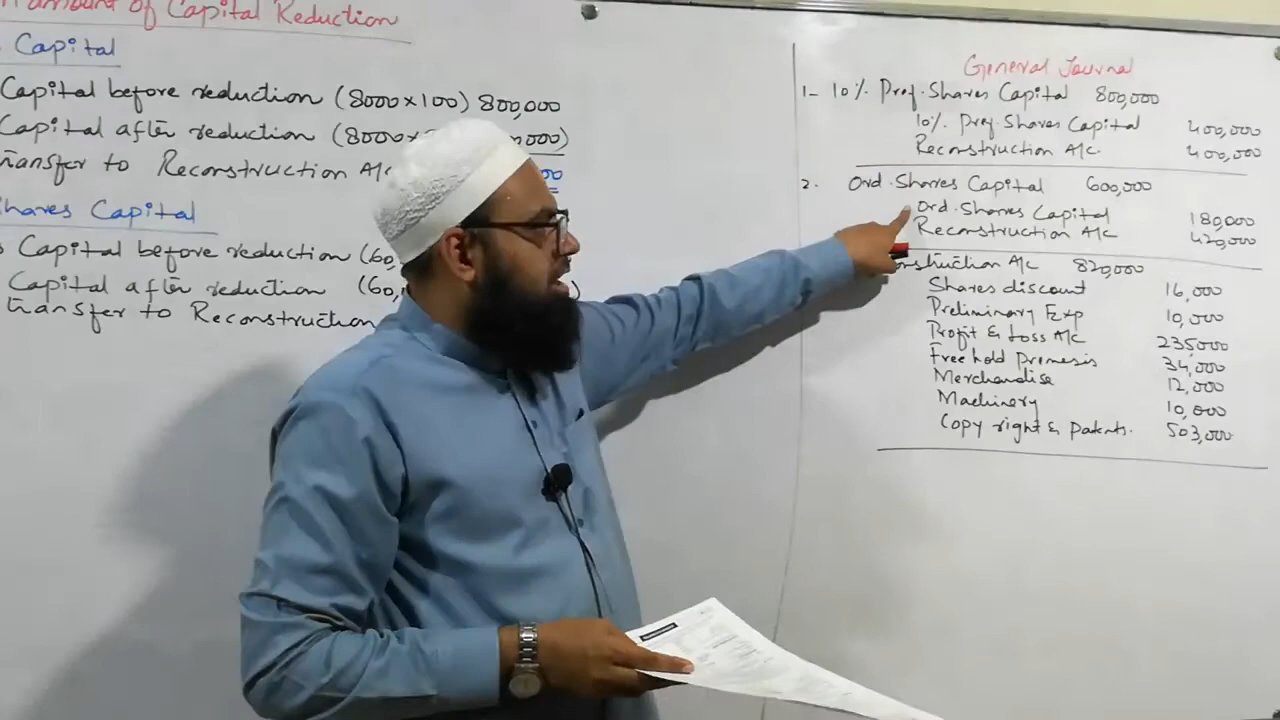 amount of Capital Reduction
Capital
Capital before reduction (8000×100) 800,000
Capital after reduction (8000×
Transfer to Reconstruction A/c
Shares Capital
Capital before reduction (60,
Capital after reduction (60,
transfer to Reconstruction
General Journal
1- 10% Pref. Shares Capital 800,000
10% Pref. Shares Capital 400,000
Reconstruction A/c. 400,000
2. Ord. Shares Capital 600,000
Ord. Shares Capital 180,000
Reconstruction A/c 420,000
nstruction A/c 820,000
Shares discount 16,000
Preliminary Exp 10,000
Profit & Loss A/c 235,000
Free hold Premesis 34,000
Merchandise 12,000
Machinery 10,000
Copy right & patents. 503,000